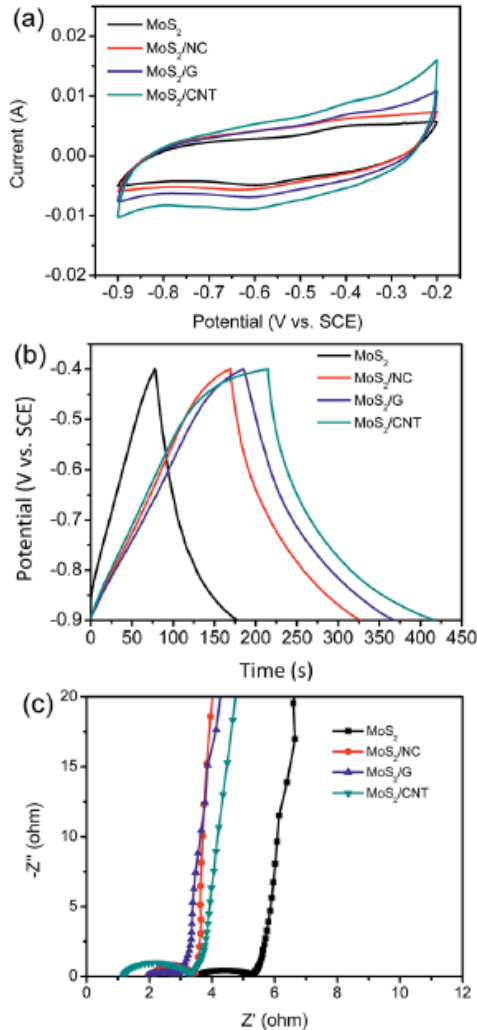 (a)
MoS₂
MoS₂/NC
MoS₂/G
MoS₂/CNT
0.02
0.01
0.00
-0.01
-0.02
Current (A)
-0.9 -0.8 -0.7 -0.6 -0.5 -0.4 -0.3 -0.2
Potential (V vs. SCE)
(b)
MoS₂
MoS₂/NC
MoS₂/G
MoS₂/CNT
-0.4
-0.5
-0.6
-0.7
-0.8
-0.9
Potential (V vs. SCE)
0 50 100 150 200 250 300 350 400 450
Time (s)
(c)
MoS₂
MoS₂/NC
MoS₂/G
MoS₂/CNT
20
15
10
5
0
-Z" (ohm)
0 2 4 6 8 10 12
Z' (ohm)